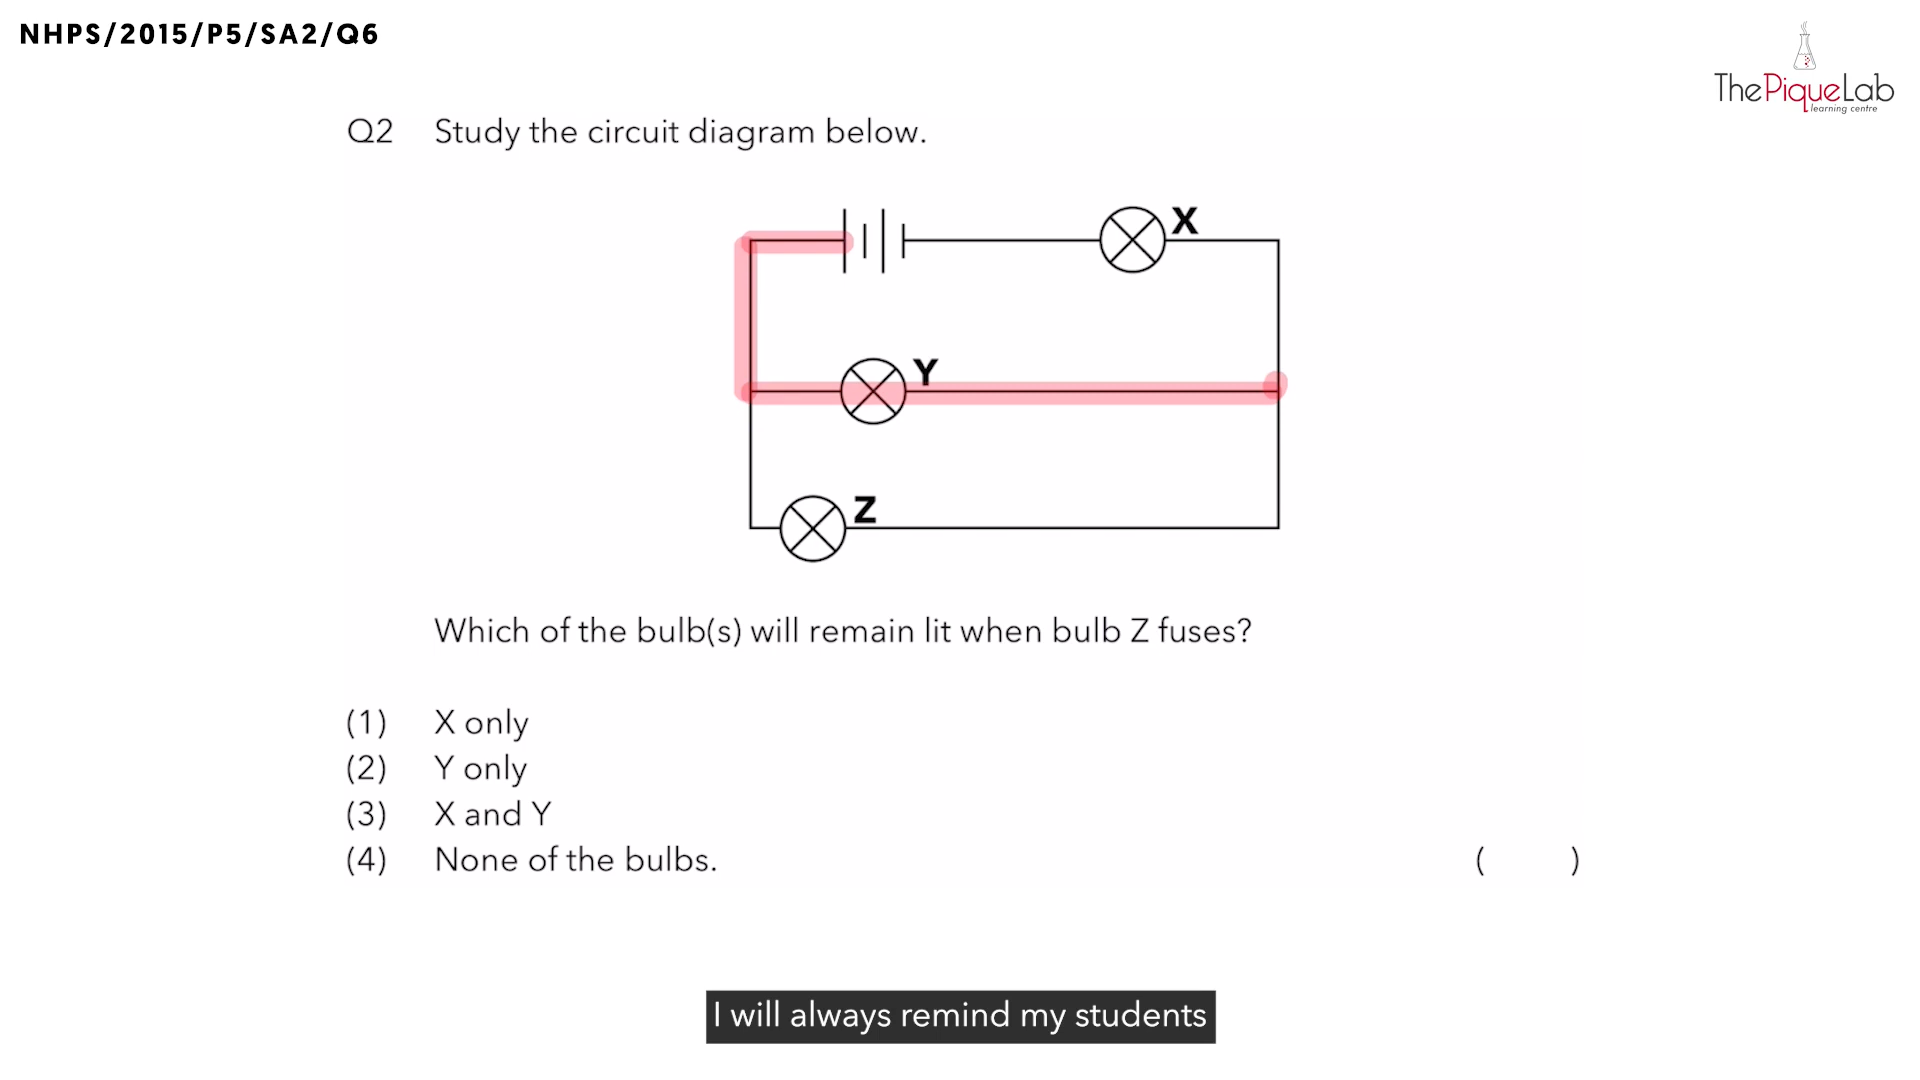 NHPS/2015/P5/SA2/Q6
ThePiqueLab
learning centre
Q2 Study the circuit diagram below.
X
Y
Z
Which of the bulb(s) will remain lit when bulb Z fuses?
(1) X only
(2) Y only
(3) X and Y
(4) None of the bulbs. ( )
I will always remind my students